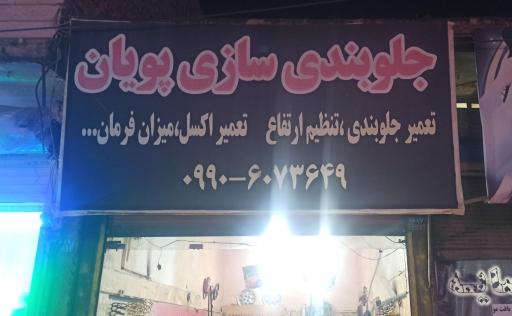 جلوبندی سازی پویان
تعمیر جلوبندی ،تنظیم ارتفاع تعمیر اکسل،میزان فرمان...
۰۹۹۰-۶۰۷۳۶۴۹